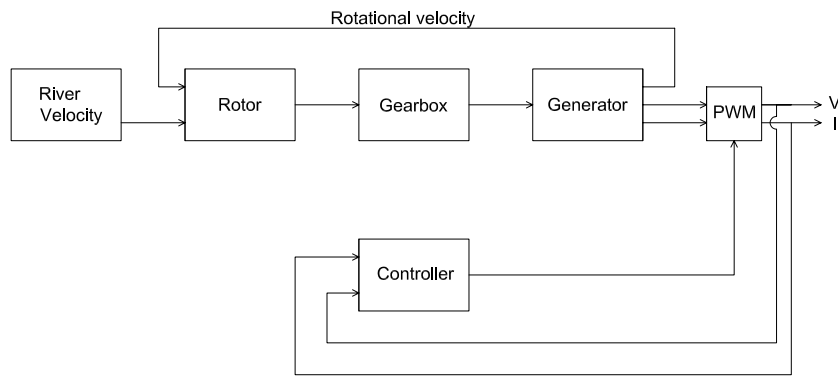 Rotational velocity
River
Velocity
Rotor
Gearbox
Generator
PWM
V
I
Controller